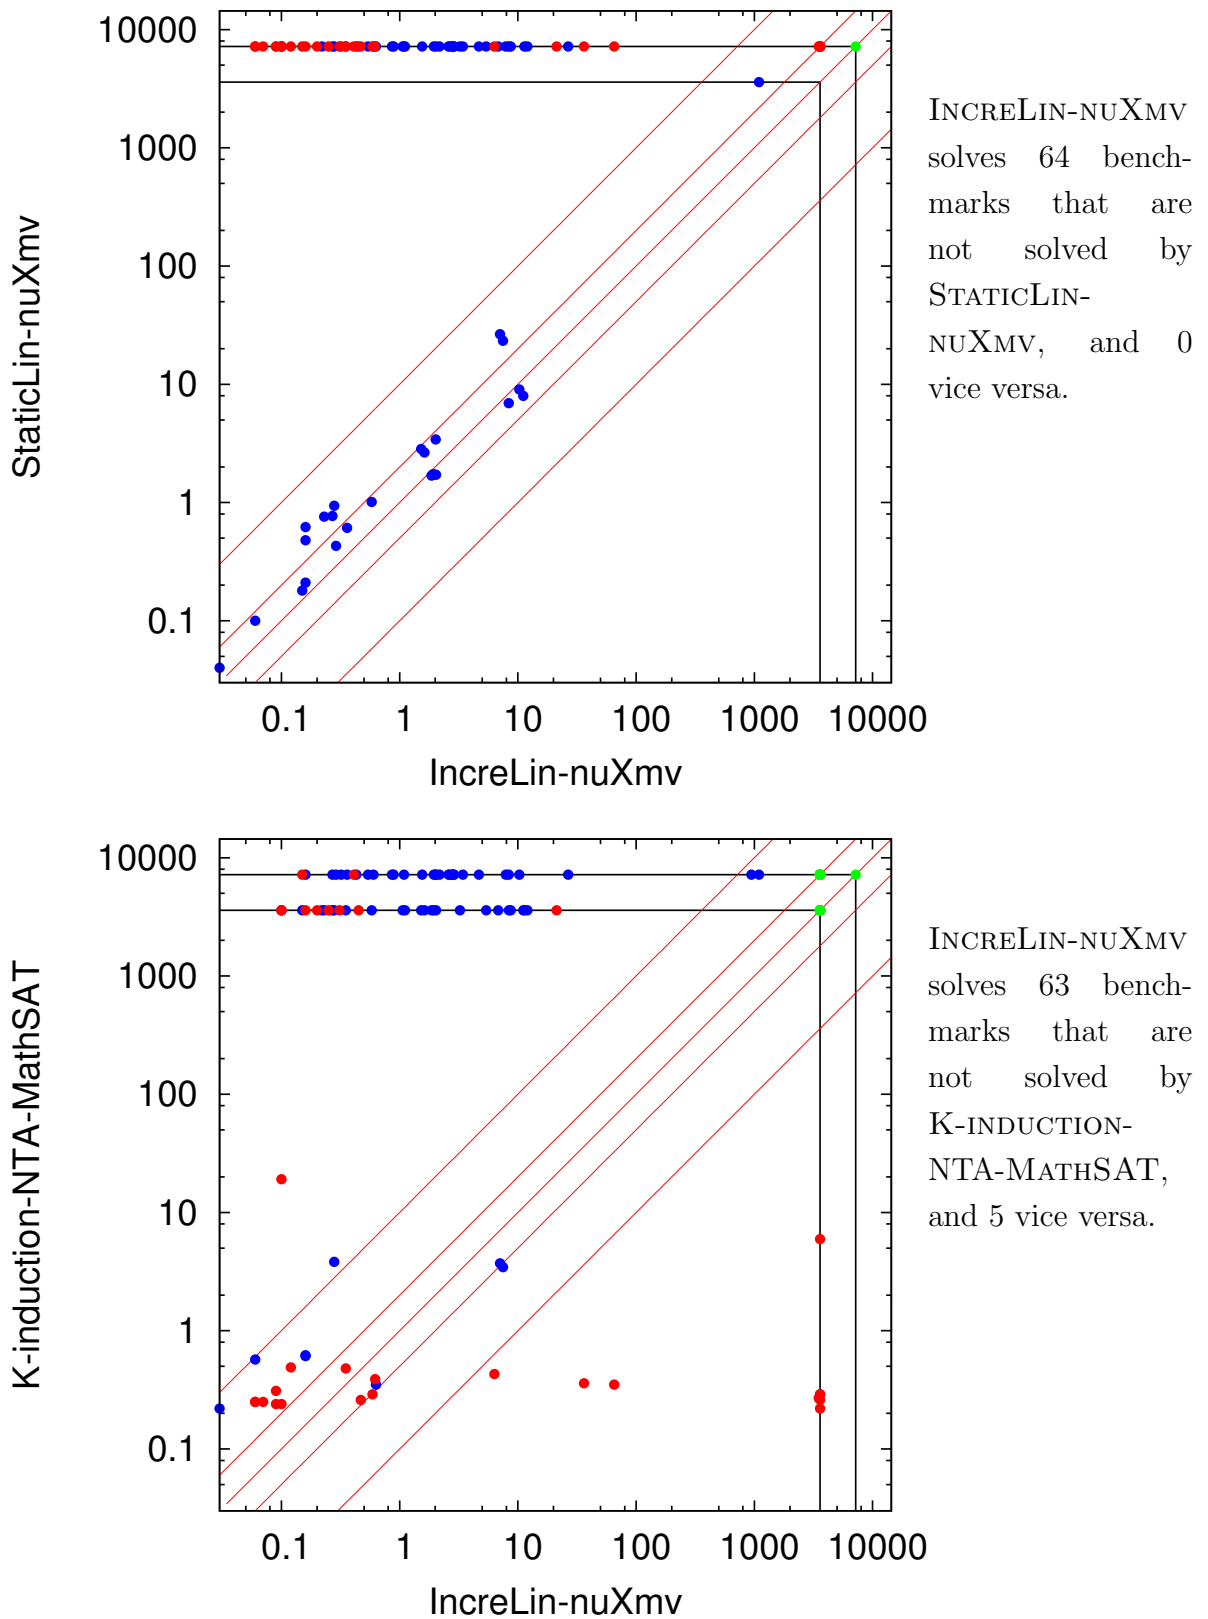 10000
1000
100
10
1
0.1
StaticLin-nuXmv
0.1 1 10 100 1000 10000
IncreLin-nuXmv
INCRELIN-NUXMV
solves 64 bench-
marks that are
not solved by
STATICLIN-
NUXMV, and 0
vice versa.
10000
1000
100
10
1
0.1
K-induction-NTA-MathSAT
0.1 1 10 100 1000 10000
IncreLin-nuXmv
INCRELIN-NUXMV
solves 63 bench-
marks that are
not solved by
K-INDUCTION-
NTA-MATHSAT,
and 5 vice versa.